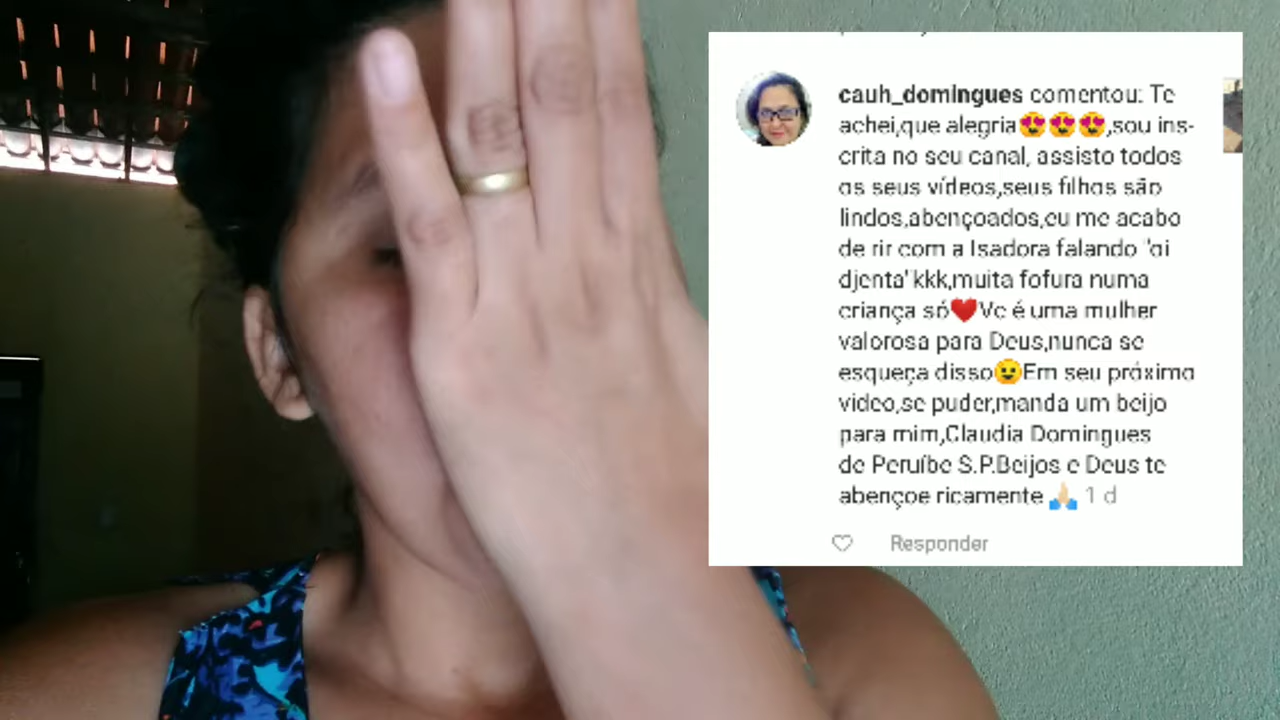 cauh_domingues comentou: Te
achei,que alegria😍😍😍,sou ins-
crita no seu canal, assisto todos
os seus vídeos,seus filhos são
lindos,abençoados,eu me acabo
de rir com a Isadora falando "oi
djenta"kkk,muita fofura numa
criança só❤️Vc é uma mulher
valorosa para Deus,nunca se
esqueça disso😉Em seu próximo
video,se puder,manda um beijo
para mim,Claudia Domingues
de Peruíbe S.P.Beijos e Deus te
abençoe ricamente 🙏🏻 1 d
Responder